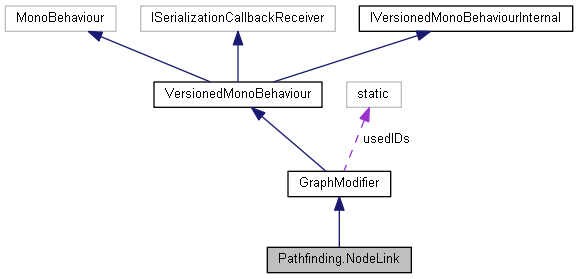 MonoBehaviour
ISerializationCallbackReceiver
IVersionedMonoBehaviourInternal
VersionedMonoBehaviour
static
usedIDs
GraphModifier
Pathfinding.NodeLink